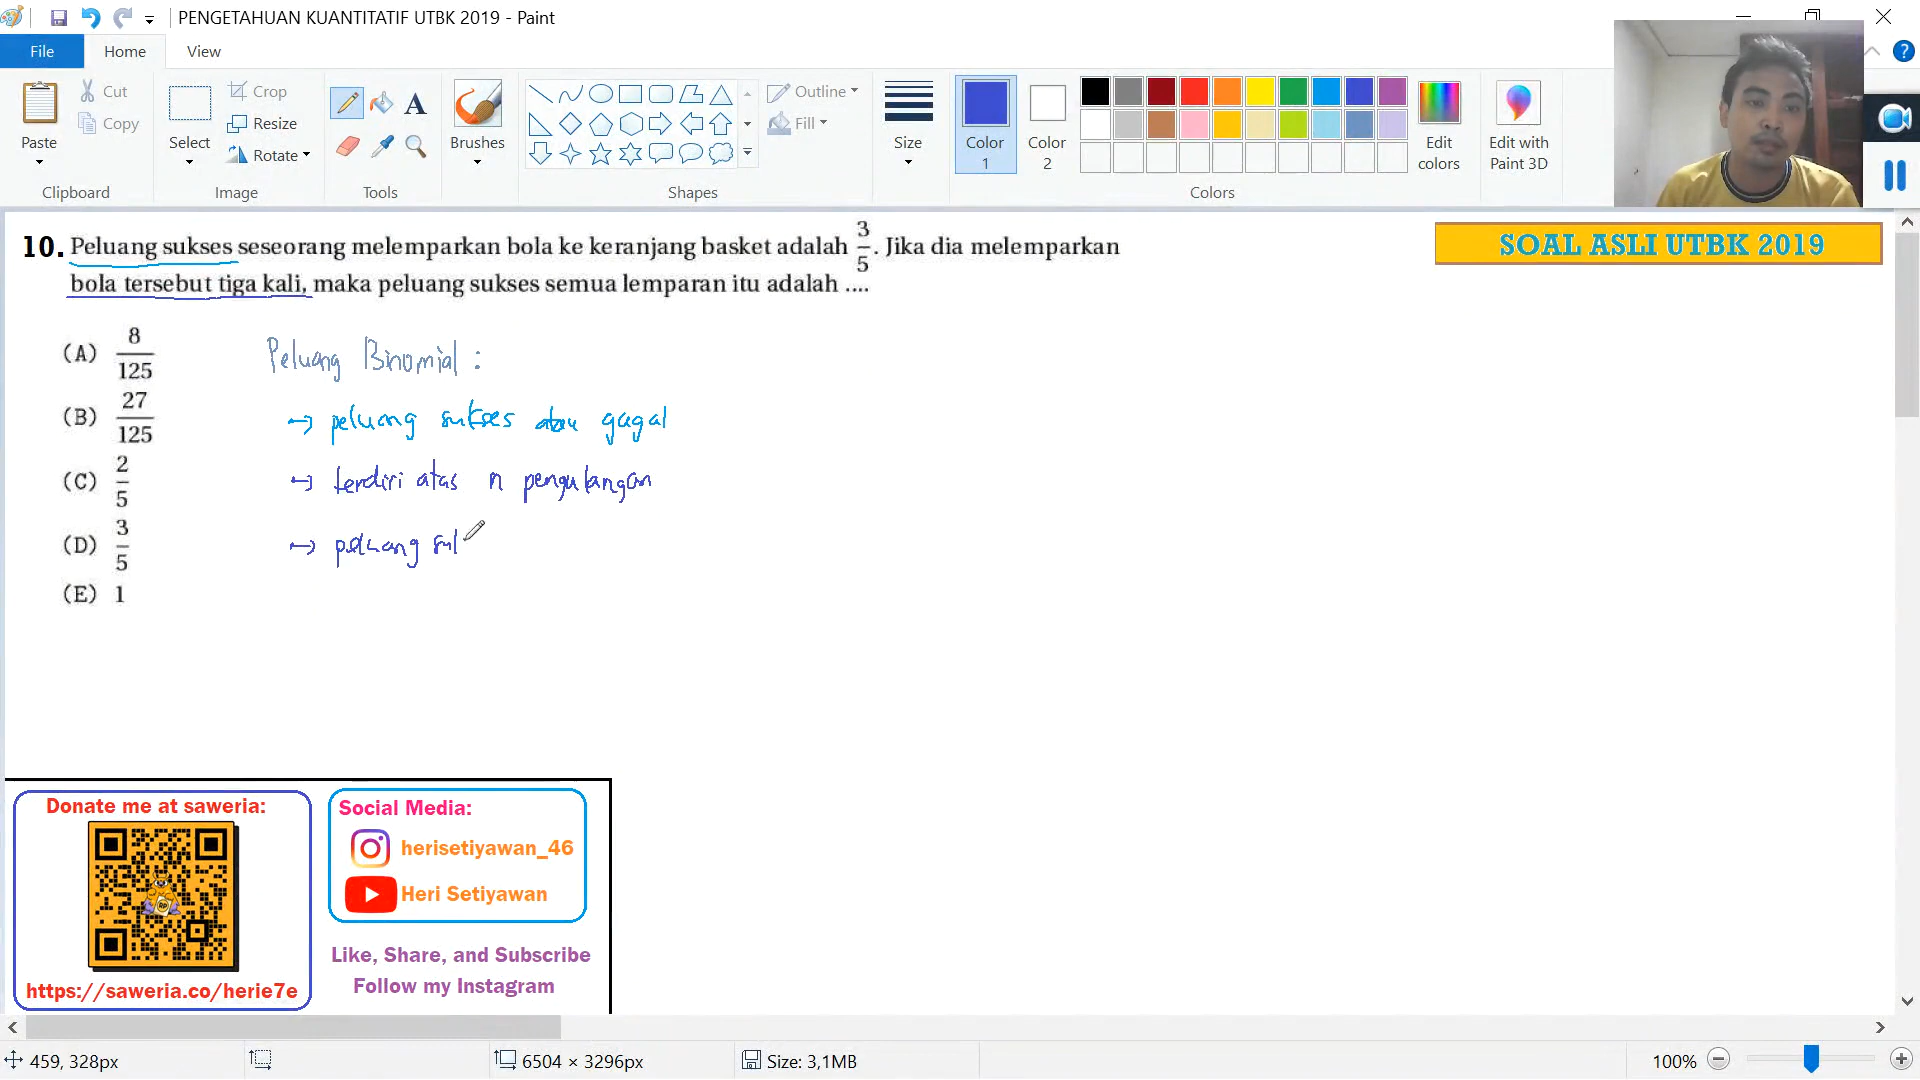 PENGETAHUAN KUANTITATIF UTBK 2019 - Paint
File Home View
Paste
Cut
Copy
Clipboard
Select
Crop
Resize
Rotate
Image
Tools
Brushes
Shapes
Outline
Fill
Size
Color 1
Color 2
Colors
Edit colors
Edit with Paint 3D
SOAL ASLI UTBK 2019
10. Peluang sukses seseorang melemparkan bola ke keranjang basket adalah 3/5. Jika dia melemparkan
bola tersebut tiga kali, maka peluang sukses semua lemparan itu adalah ....
(A) 8/125
(B) 27/125
(C) 2/5
(D) 3/5
(E) 1
Peluang Binomial :
→ peluang sukses atau gagal
→ terdiri atas n pengulangan
→ peluang
Donate me at saweria:
https://saweria.co/herie7e
Social Media:
herisetiyawan_46
Heri Setiyawan
Like, Share, and Subscribe
Follow my Instagram
459, 328px
6504 × 3296px
Size: 3,1MB
100%